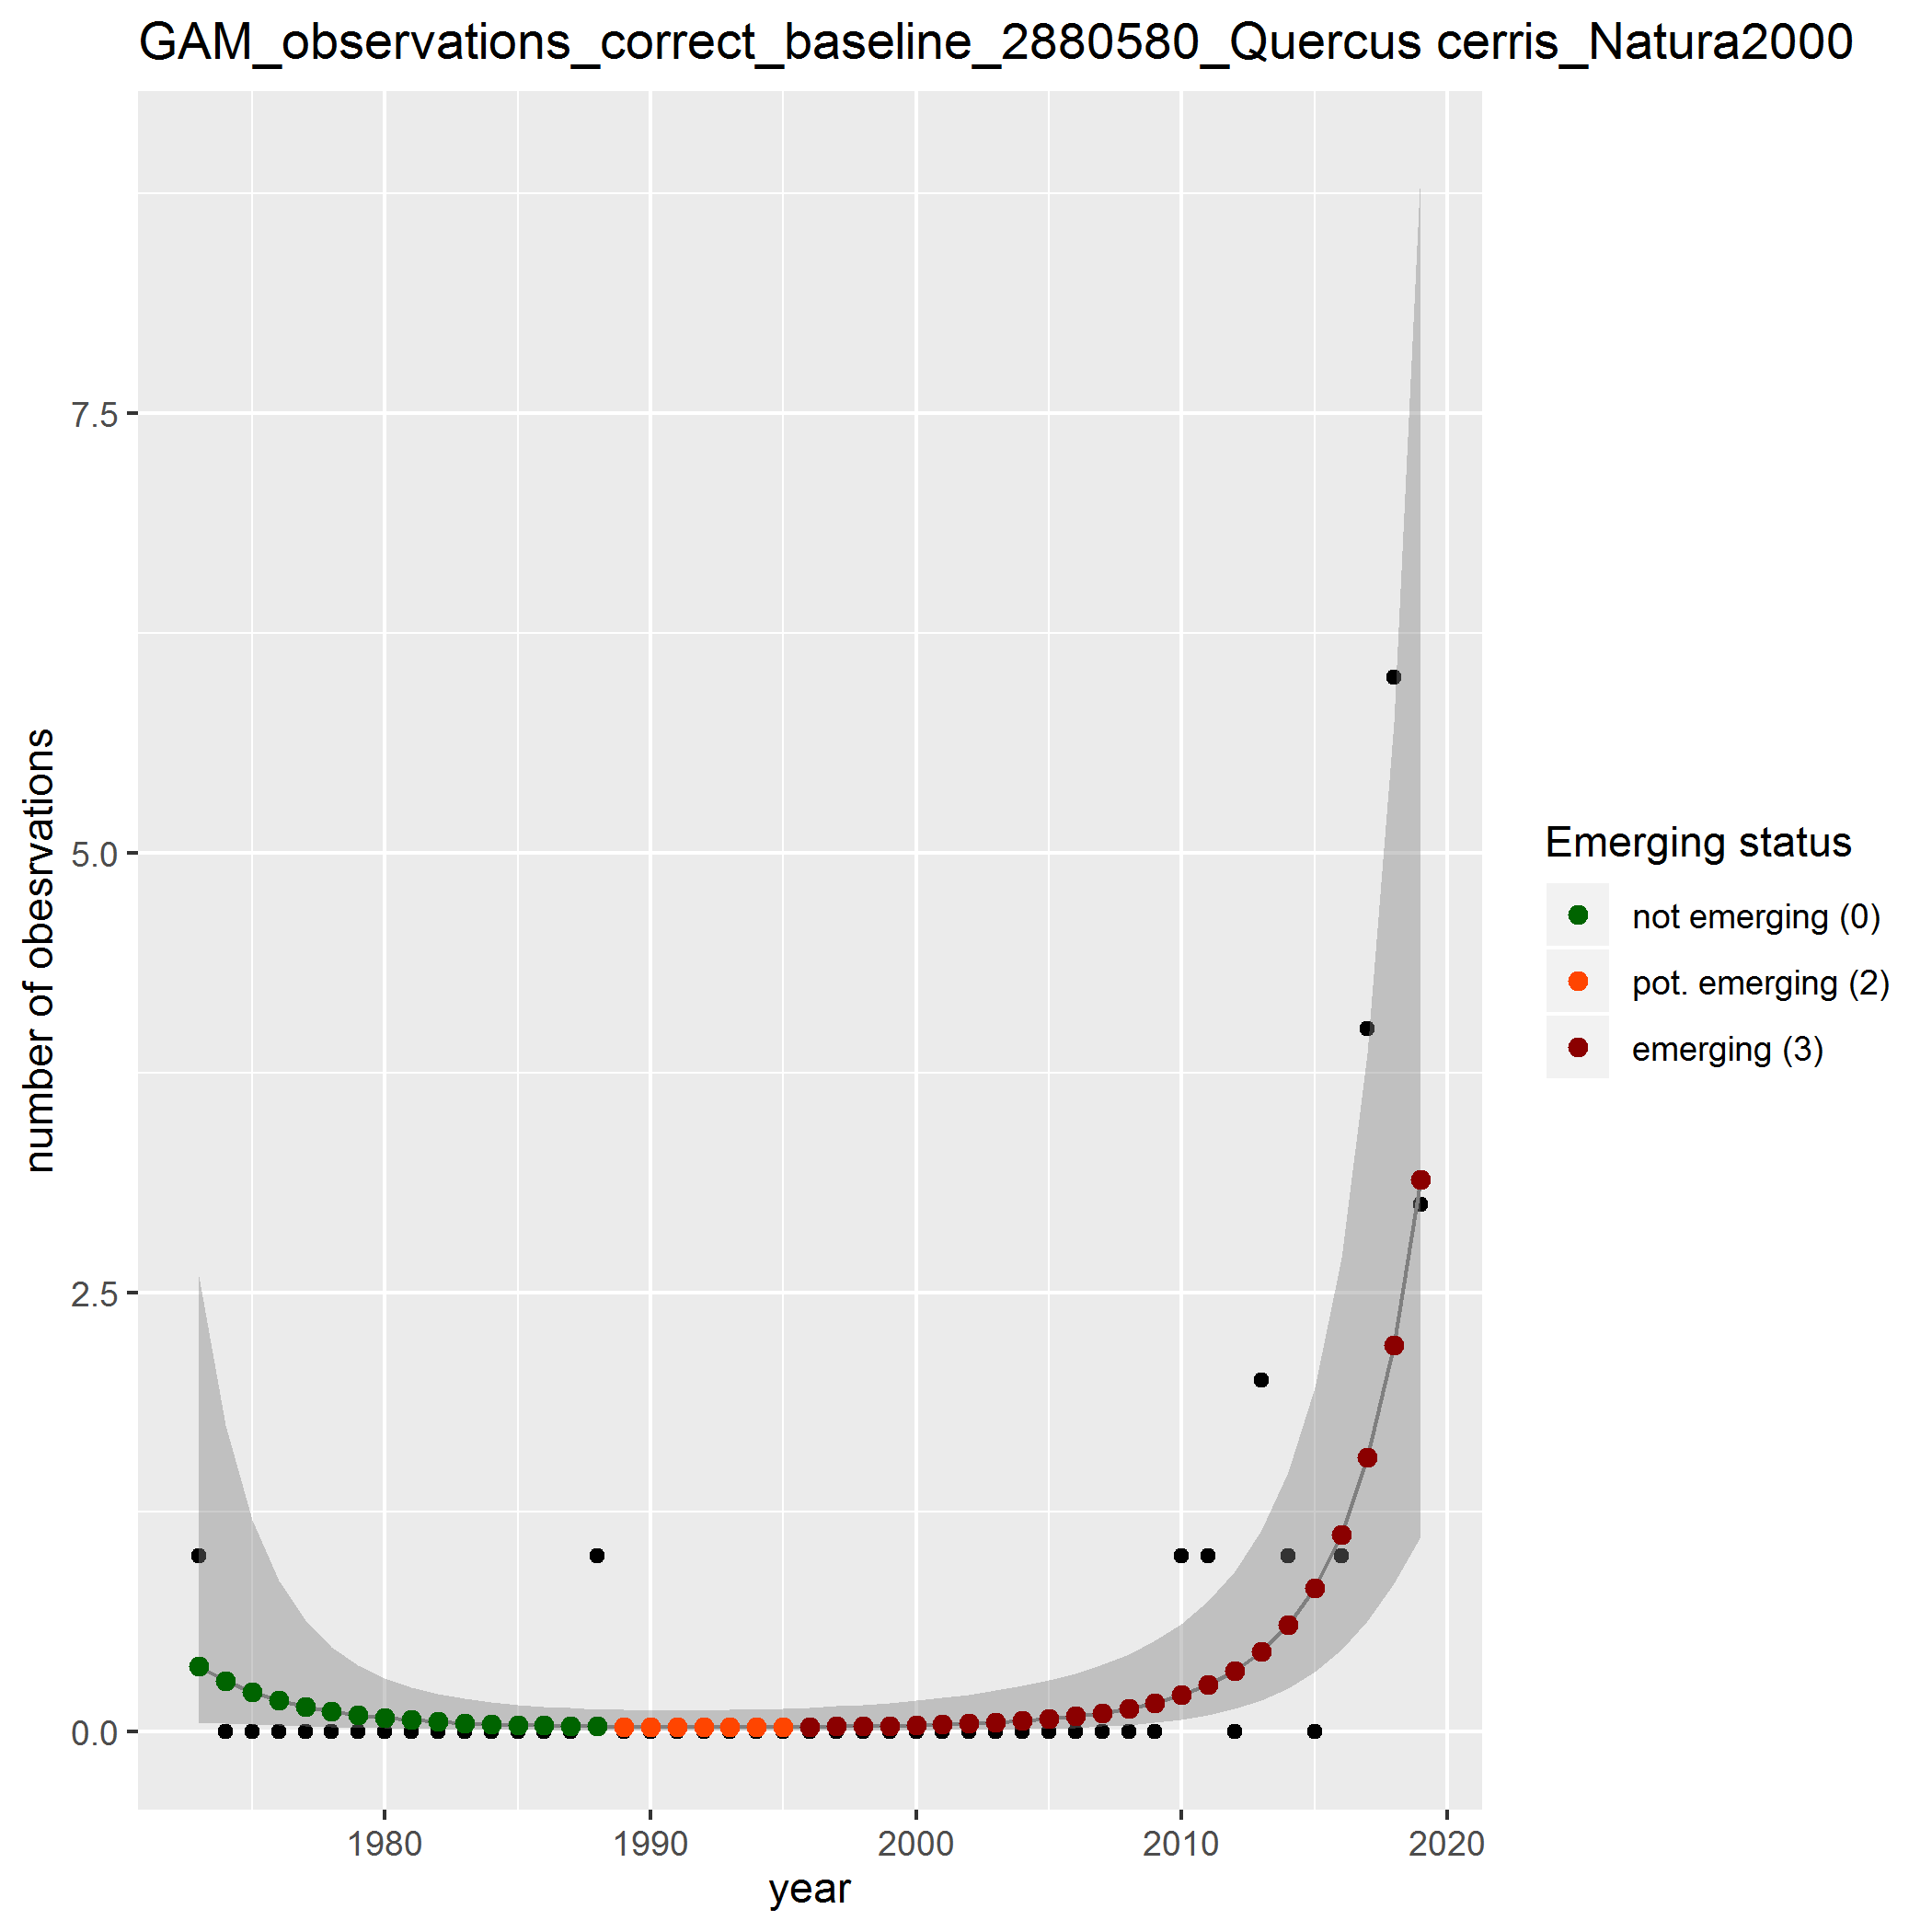 GAM_observations_correct_baseline_2880580_Quercus cerris_Natura2000
number of obesrvations
7.5
5.0
2.5
0.0
1980 1990 2000 2010 2020
year
Emerging status
not emerging (0)
pot. emerging (2)
emerging (3)